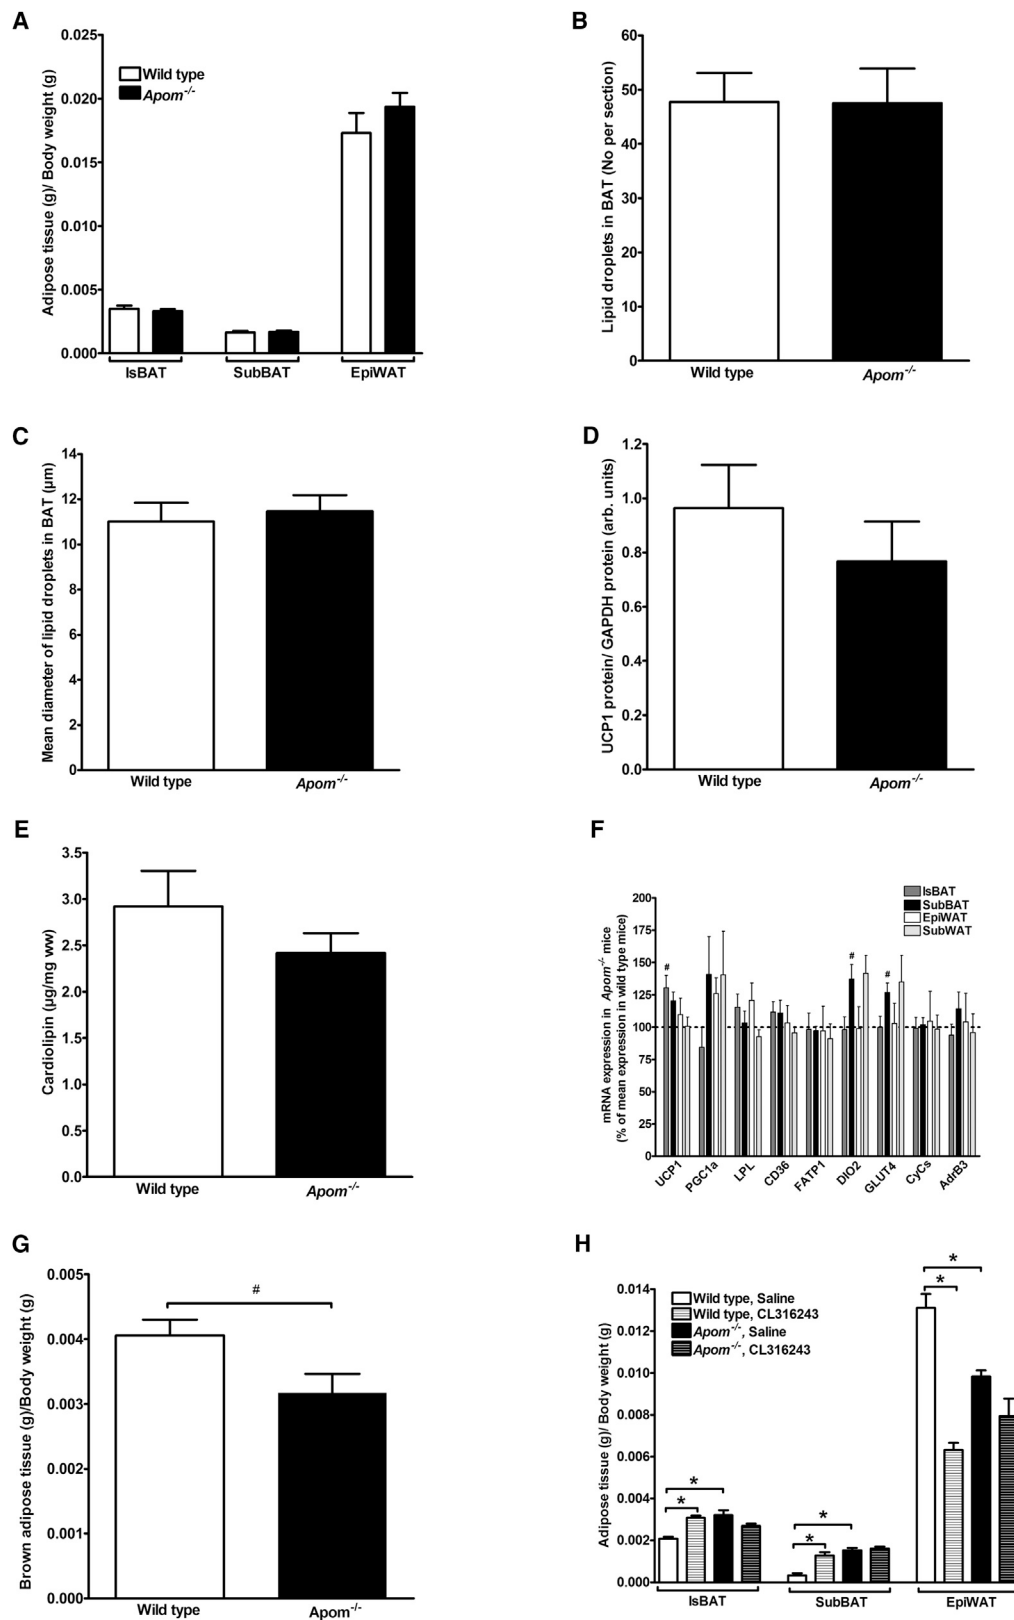 A
Adipose tissue (g)/ Body weight (g)
0.025
0.020
0.015
0.010
0.005
0.000
Wild type
Apom-/-
IsBAT SubBAT EpiWAT
B
Lipid droplets in BAT (No per section)
60
50
40
30
20
10
0
Wild type Apom-/-
C
Mean diameter of lipid droplets in BAT (µm)
14
12
10
8
6
4
2
0
Wild type Apom-/-
D
UCP1 protein/ GAPDH protein (arb. units)
1.2
1.0
0.8
0.6
0.4
0.2
0.0
Wild type Apom-/-
E
Cardiolipin (µg/mg ww)
3.5
3.0
2.5
2.0
1.5
1.0
0.5
0.0
Wild type Apom-/-
F
mRNA expression in Apom-/- mice
(% of mean expression in wild type mice)
200
175
150
125
100
75
50
25
0
IsBAT
SubBAT
EpiWAT
SubWAT
# # #
UCP1 PGC1a LPL CD36 FATP1 DIO2 GLUT4 CyCs AdrB3
G
Brown adipose tissue (g)/Body weight (g)
0.005
0.004
0.003
0.002
0.001
0.000
#
Wild type Apom-/-
H
Adipose tissue (g)/ Body weight (g)
0.014
0.012
0.010
0.008
0.006
0.004
0.002
0.000
Wild type, Saline
Wild type, CL316243
Apom-/-, Saline
Apom-/-, CL316243
* *
* *
* *
IsBAT SubBAT EpiWAT